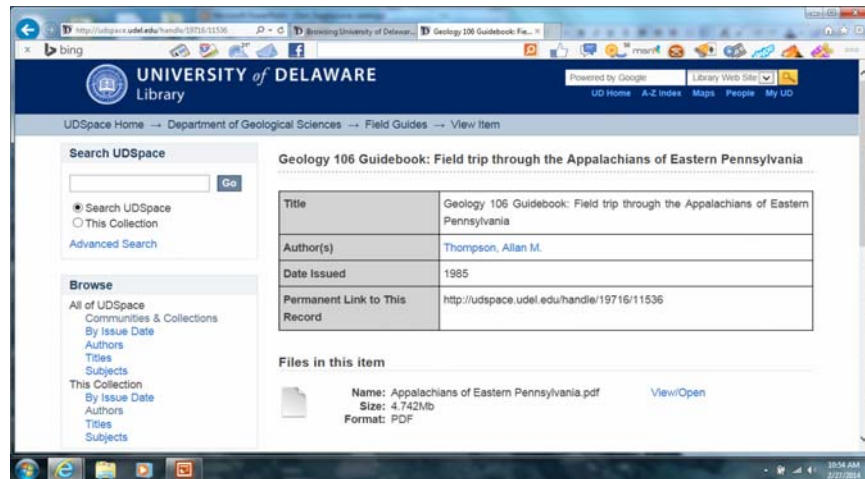 http://udspace.udel.edu/handle/19716/11536
Browsing University of Delawar...
Geology 106 Guidebook: Fie...
bing
UNIVERSITY of DELAWARE
Library
Powered by Google
Library Web Site
UD Home A-Z Index Maps People My UD
UDSpace Home → Department of Geological Sciences → Field Guides → View Item
Search UDSpace
Go
Search UDSpace
This Collection
Advanced Search
Browse
All of UDSpace
Communities & Collections
By Issue Date
Authors
Titles
Subjects
This Collection
By Issue Date
Authors
Titles
Subjects
Geology 106 Guidebook: Field trip through the Appalachians of Eastern Pennsylvania
Title Geology 106 Guidebook: Field trip through the Appalachians of Eastern
Pennsylvania
Author(s) Thompson, Allan M.
Date Issued 1985
Permanent Link to This http://udspace.udel.edu/handle/19716/11536
Record
Files in this item
Name: Appalachians of Eastern Pennsylvania.pdf View/Open
Size: 4.742Mb
Format: PDF
10:54 AM
2/27/2014